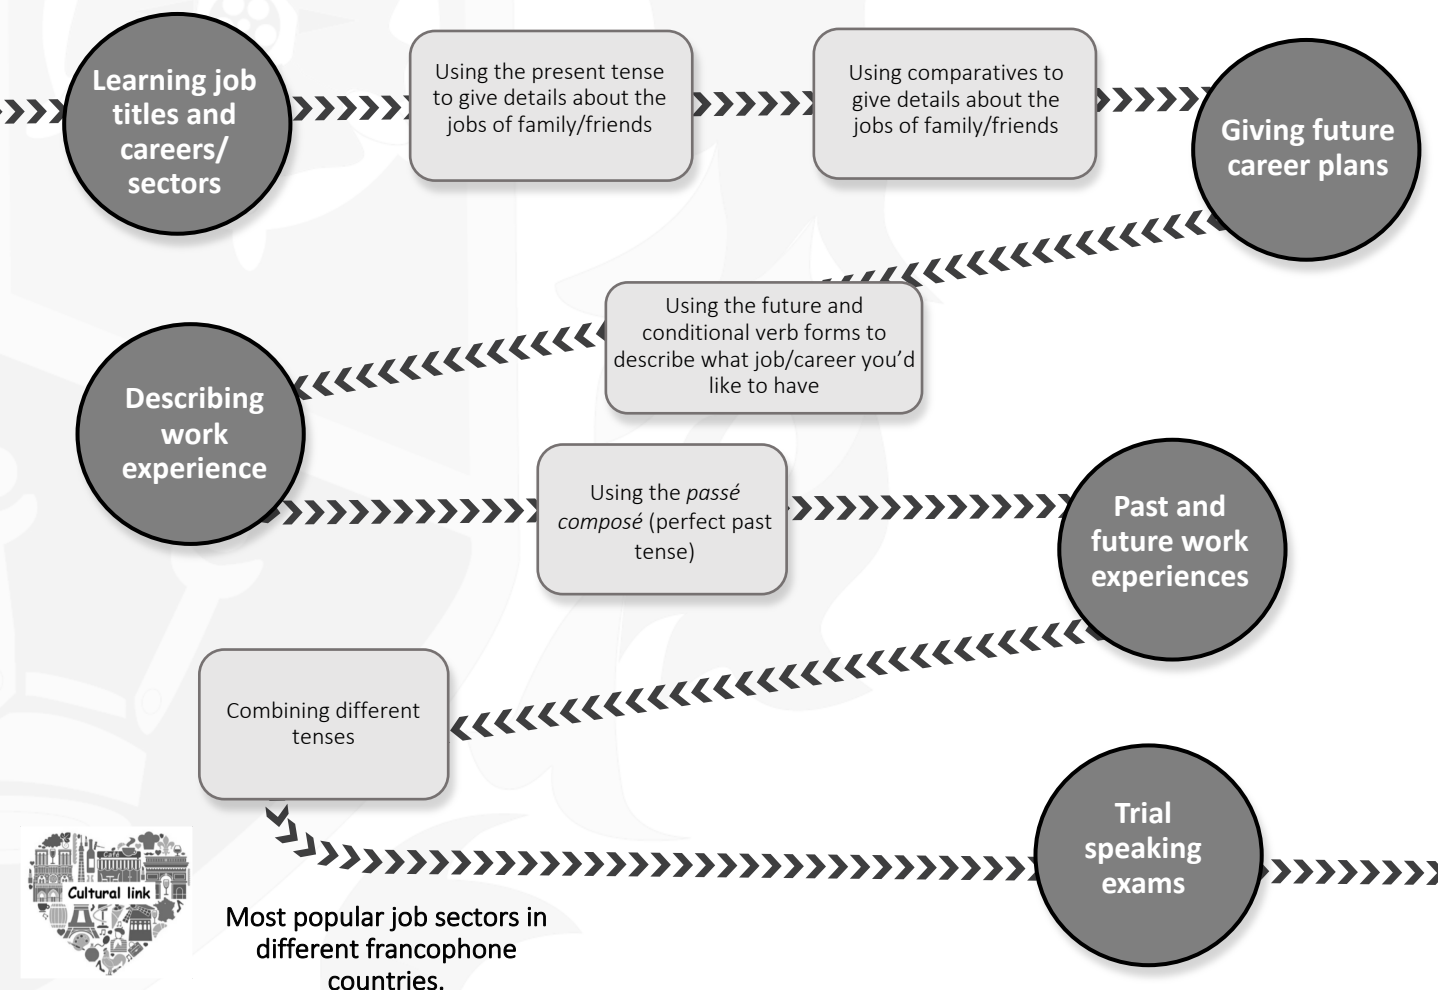 Learning job
titles and
careers/
sectors
Using the present tense
to give details about the
jobs of family/friends
Using comparatives to
give details about the
jobs of family/friends
Giving future
career plans
Using the future and
conditional verb forms to
describe what job/career you’d
like to have
Describing
work
experience
Using the passé
composé (perfect past
tense)
Past and
future work
experiences
Combining different
tenses
Trial
speaking
exams
Cultural link
Most popular job sectors in
different francophone
countries.